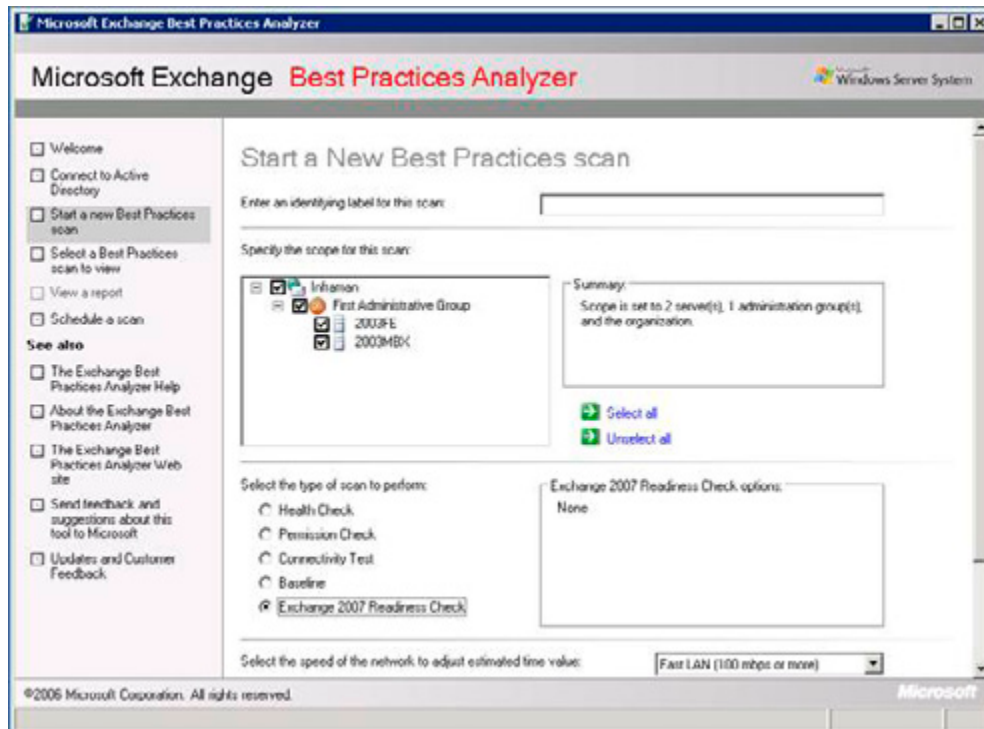 Microsoft Exchange Best Practices Analyzer
Microsoft Exchange Best Practices Analyzer
Microsoft
Windows Server System
Welcome
Connect to Active
Directory
Start a new Best Practices
scan
Select a Best Practices
scan to view
View a report
Schedule a scan
See also
The Exchange Best
Practices Analyzer Help
About the Exchange Best
Practices Analyzer
The Exchange Best
Practices Analyzer Web
site
Send feedback and
suggestions about this
tool to Microsoft
Updates and Customer
Feedback
Start a New Best Practices scan
Enter an identifying label for this scan:
Specify the scope for this scan:
First Administrative Group
2003FE
2003MBX
Summary:
Scope is set to 2 server(s), 1 administration group(s),
and the organization.
Select all
Unselect all
Select the type of scan to perform:
Health Check
Permission Check
Connectivity Test
Baseline
Exchange 2007 Readiness Check
Exchange 2007 Readiness Check options:
None
Select the speed of the network to adjust estimated time value:
Fast LAN (100 mbps or more)
©2006 Microsoft Corporation. All rights reserved.
Microsoft